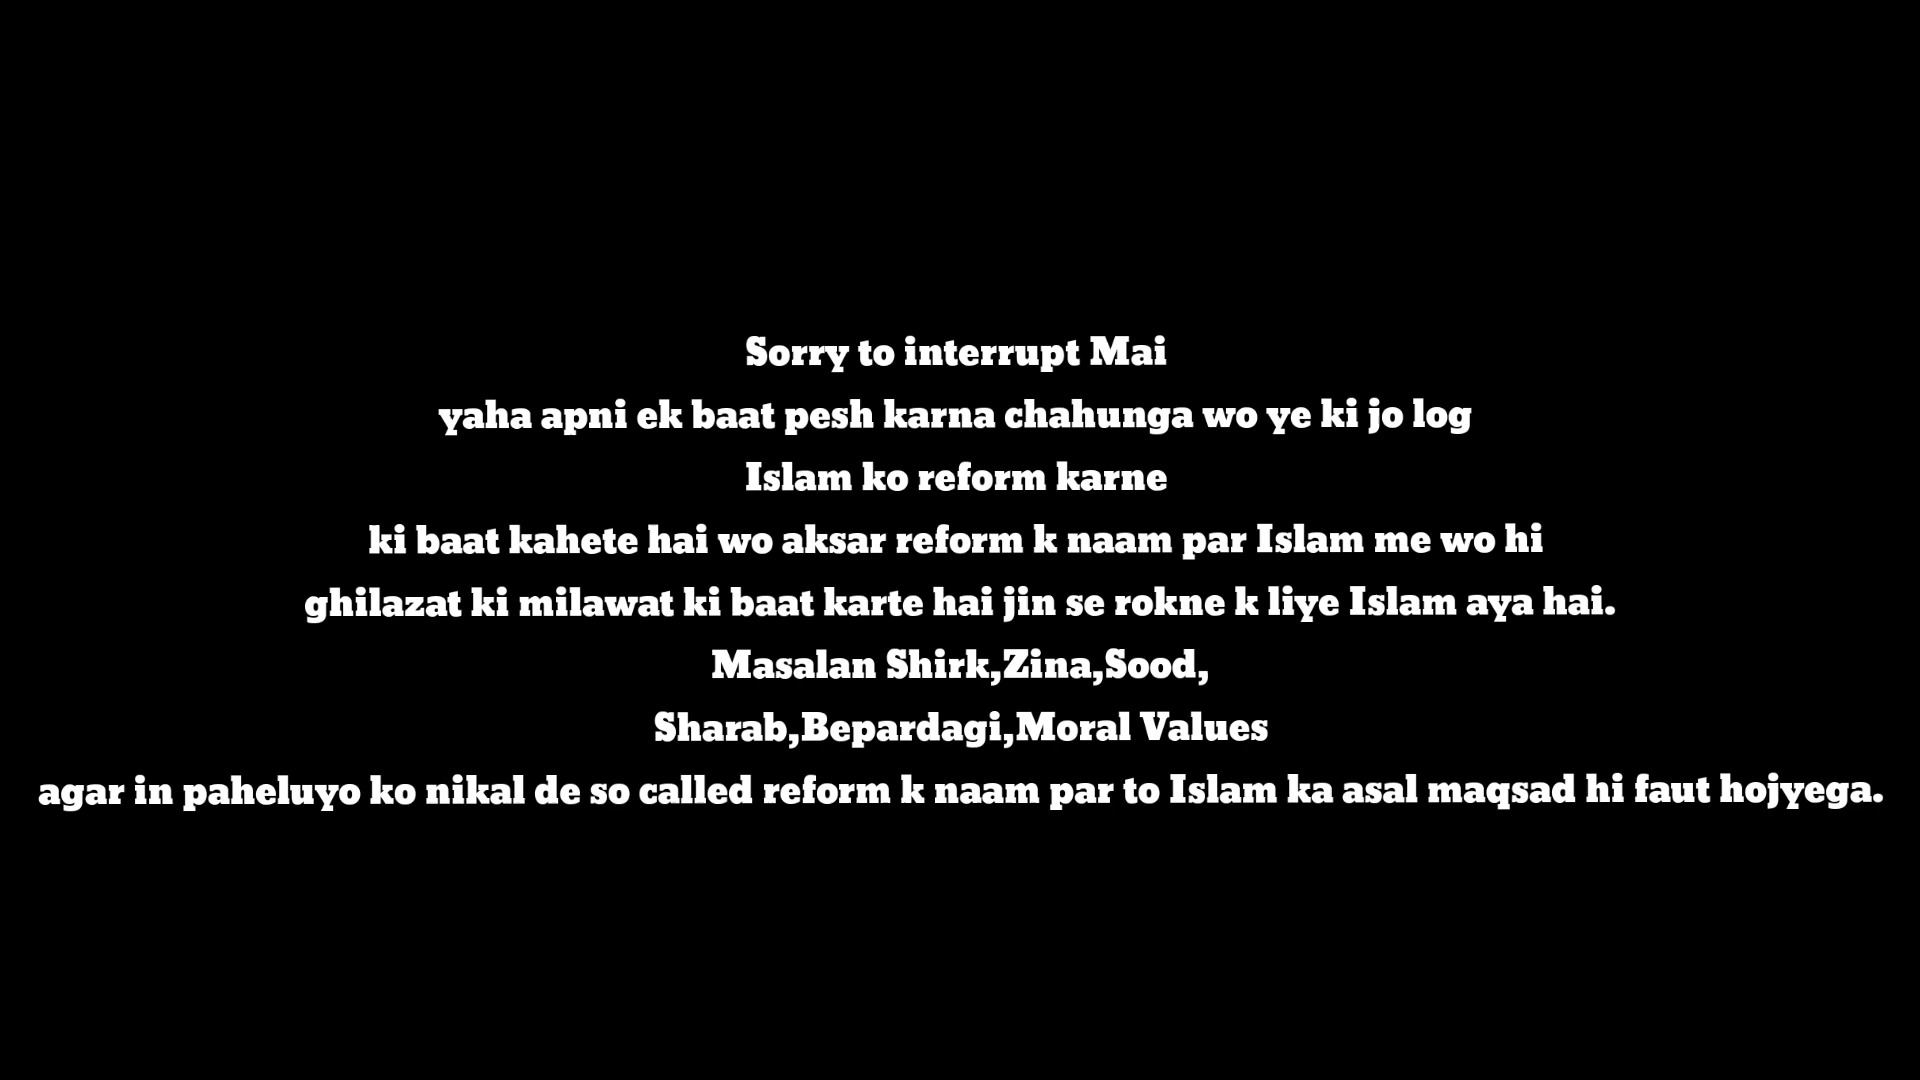 Sorry to interrupt Mai
yaha apni ek baat pesh karna chahunga wo ye ki jo log
Islam ko reform karne
ki baat kahete hai wo aksar reform k naam par Islam me wo hi
ghilazat ki milawat ki baat karte hai jin se rokne k liye Islam aya hai.
Masalan Shirk,Zina,Sood,
Sharab,Bepardagi,Moral Values
agar in paheluyo ko nikal de so called reform k naam par to Islam ka asal maqsad hi faut hojyega.